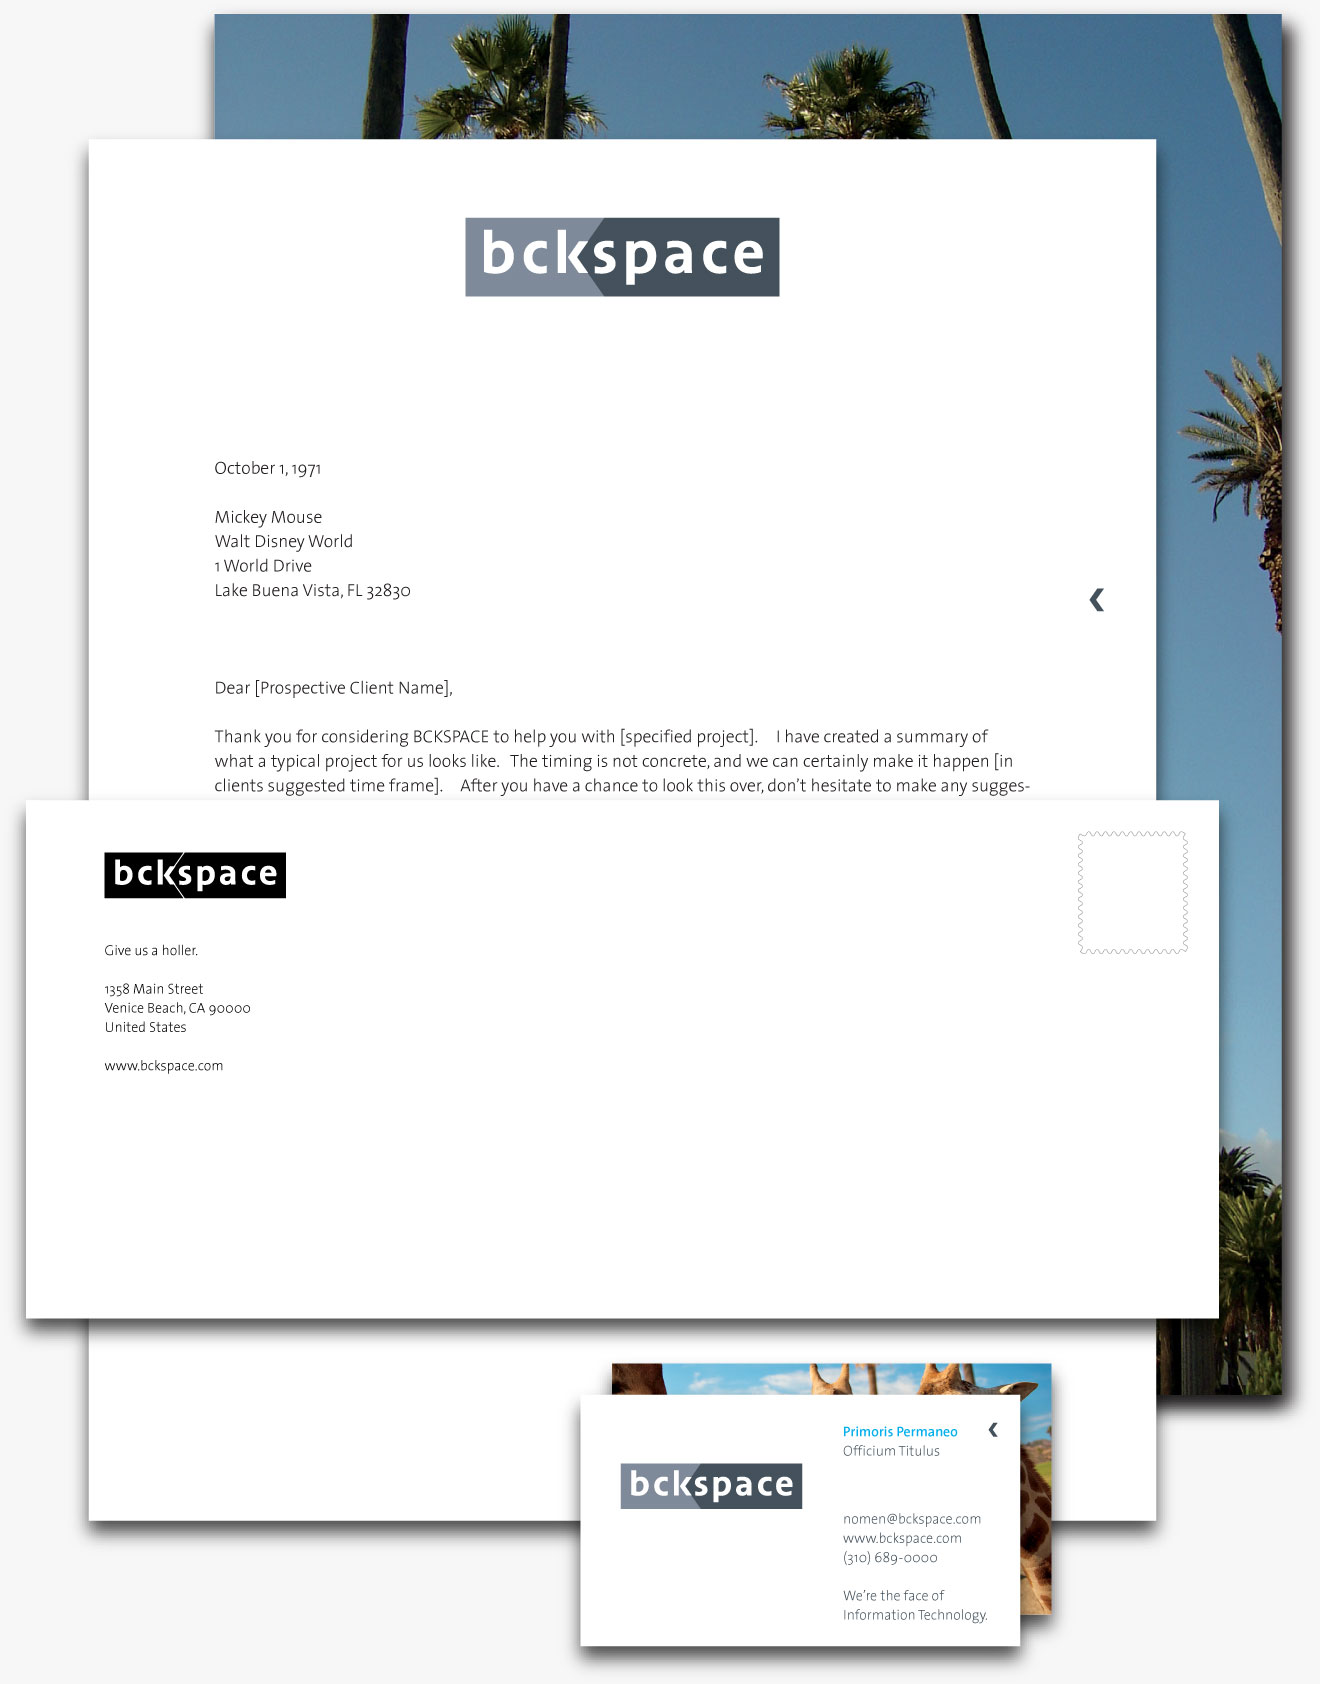 bckspace
October 1, 1971
Mickey Mouse
Walt Disney World
1 World Drive
Lake Buena Vista, FL 32830
Dear [Prospective Client Name],
Thank you for considering BCKSPACE to help you with [specified project]. I have created a summary of
what a typical project for us looks like. The timing is not concrete, and we can certainly make it happen [in
clients suggested time frame]. After you have a chance to look this over, don't hesitate to make any sugges-
bckspace
Give us a holler.
1358 Main Street
Venice Beach, CA 90000
United States
www.bckspace.com
bckspace
Primoris Permaneo
Officium Titulus
nomen@bckspace.com
www.bckspace.com
(310) 689-0000
We're the face of
Information Technology.